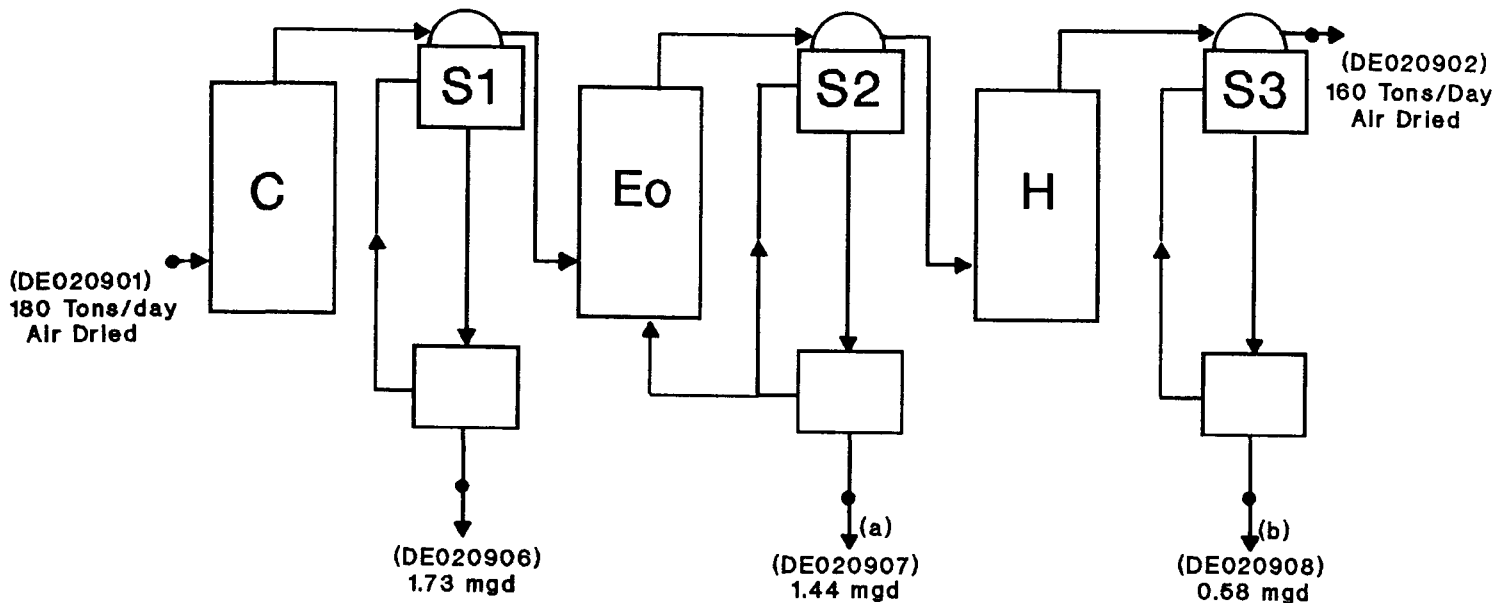 S1
S2
S3
(DE020902)
160 Tons/Day
Air Dried
C
Eo
H
(DE020901)
180 Tons/day
Air Dried
(a)
(b)
(DE020906)
1.73 mgd
(DE020907)
1.44 mgd
(DE020908)
0.58 mgd